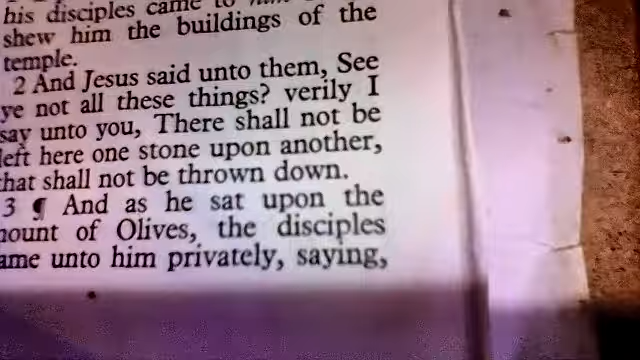 his disciples came to him
shew him the buildings of the
temple.
2 And Jesus said unto them, See
ye not all these things? verily I
say unto you, There shall not be
left here one stone upon another,
that shall not be thrown down.
3 ¶ And as he sat upon the
mount of Olives, the disciples
came unto him privately, saying,